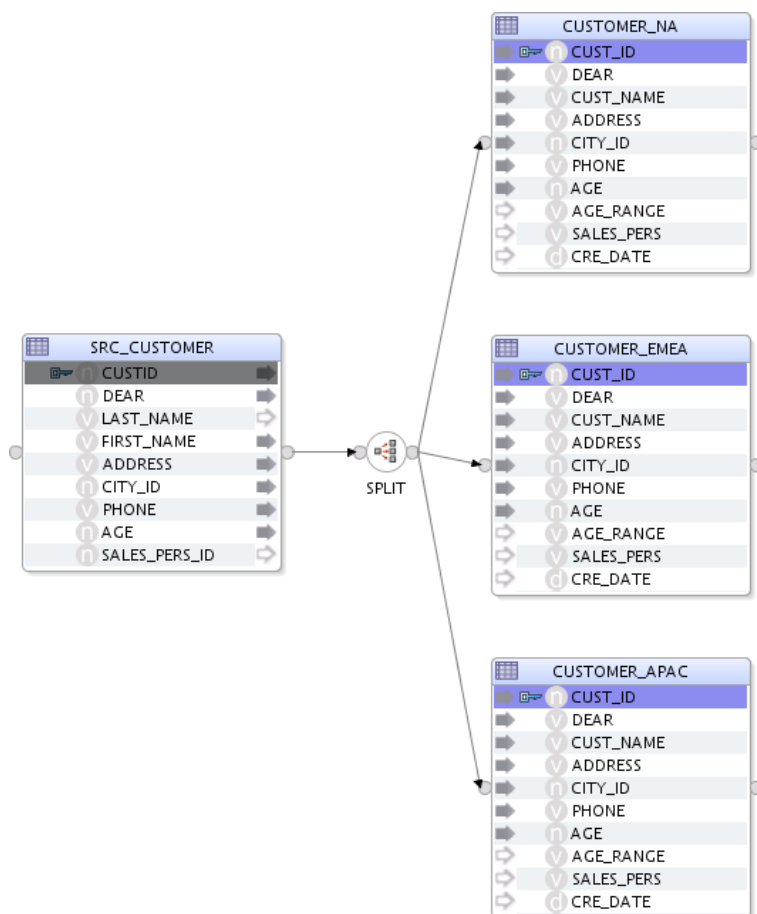 CUSTOMER_NA
n CUST_ID
v DEAR
v CUST_NAME
v ADDRESS
n CITY_ID
v PHONE
n AGE
v AGE_RANGE
v SALES_PERS
d CRE_DATE
SRC_CUSTOMER
n CUSTID
n DEAR
v LAST_NAME
v FIRST_NAME
v ADDRESS
n CITY_ID
v PHONE
n AGE
n SALES_PERS_ID
SPLIT
CUSTOMER_EMEA
n CUST_ID
v DEAR
v CUST_NAME
v ADDRESS
n CITY_ID
v PHONE
n AGE
v AGE_RANGE
v SALES_PERS
d CRE_DATE
CUSTOMER_APAC
n CUST_ID
v DEAR
v CUST_NAME
v ADDRESS
n CITY_ID
v PHONE
n AGE
v AGE_RANGE
v SALES_PERS
d CRE_DATE